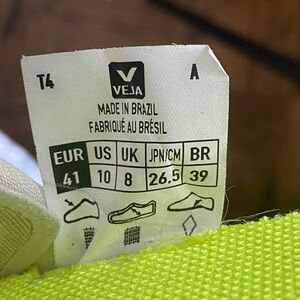 T4 A
V
VEJA
MADE IN BRAZIL
FABRIQUÉ AU BRÉSIL
EUR US UK JPN/CM BR
41 10 8 26.5 39